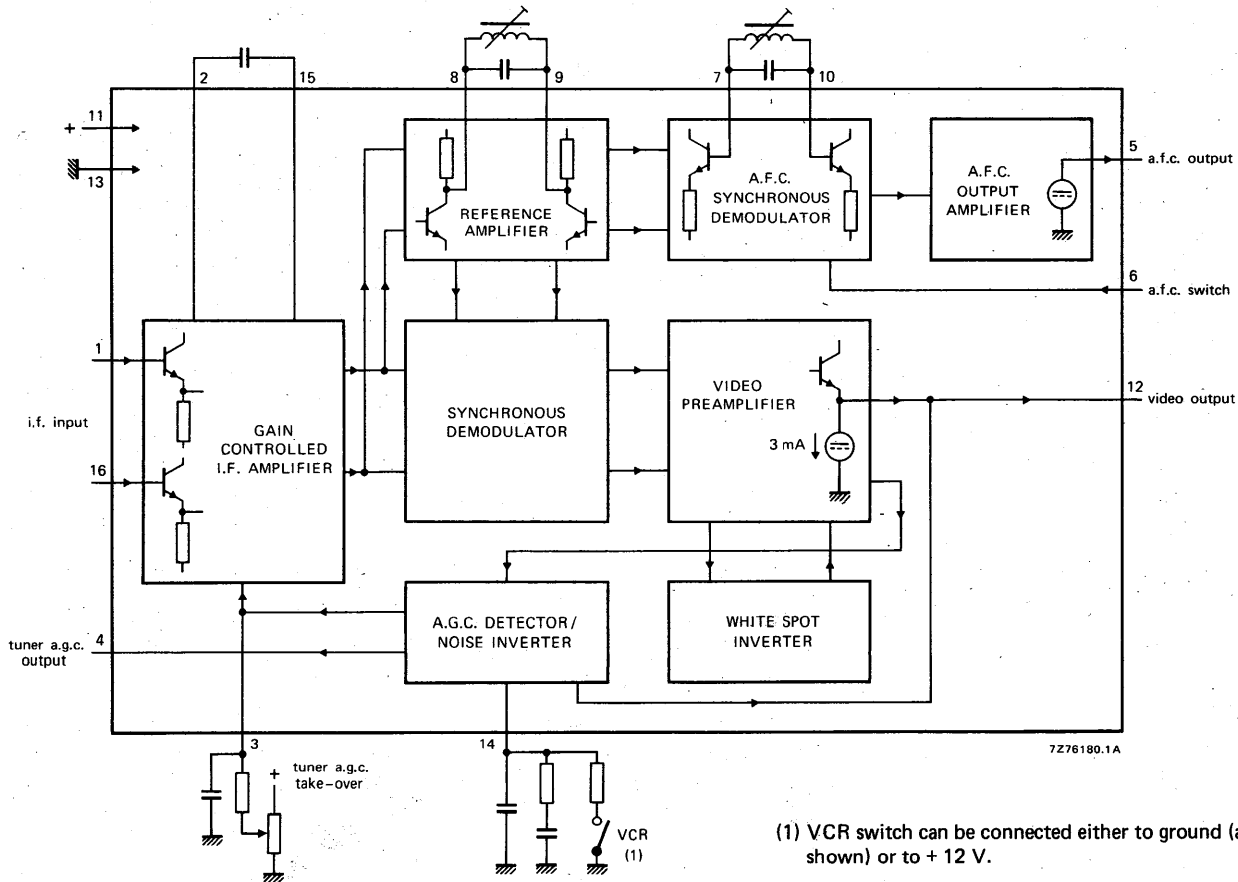 8 9
7 10
2 15
11
+
13
REFERENCE
AMPLIFIER
A.F.C.
SYNCHRONOUS
DEMODULATOR
A.F.C.
OUTPUT
AMPLIFIER
5
a.f.c. output
6
a.f.c. switch
1
i.f. input
16
GAIN
CONTROLLED
I.F. AMPLIFIER
SYNCHRONOUS
DEMODULATOR
VIDEO
PREAMPLIFIER
3 mA
12
video output
A.G.C. DETECTOR/
NOISE INVERTER
WHITE SPOT
INVERTER
tuner a.g.c.
output
4
3
14
7Z76180.1A
+
tuner a.g.c.
take-over
VCR
(1)
(1) VCR switch can be connected either to ground (a
shown) or to + 12 V.